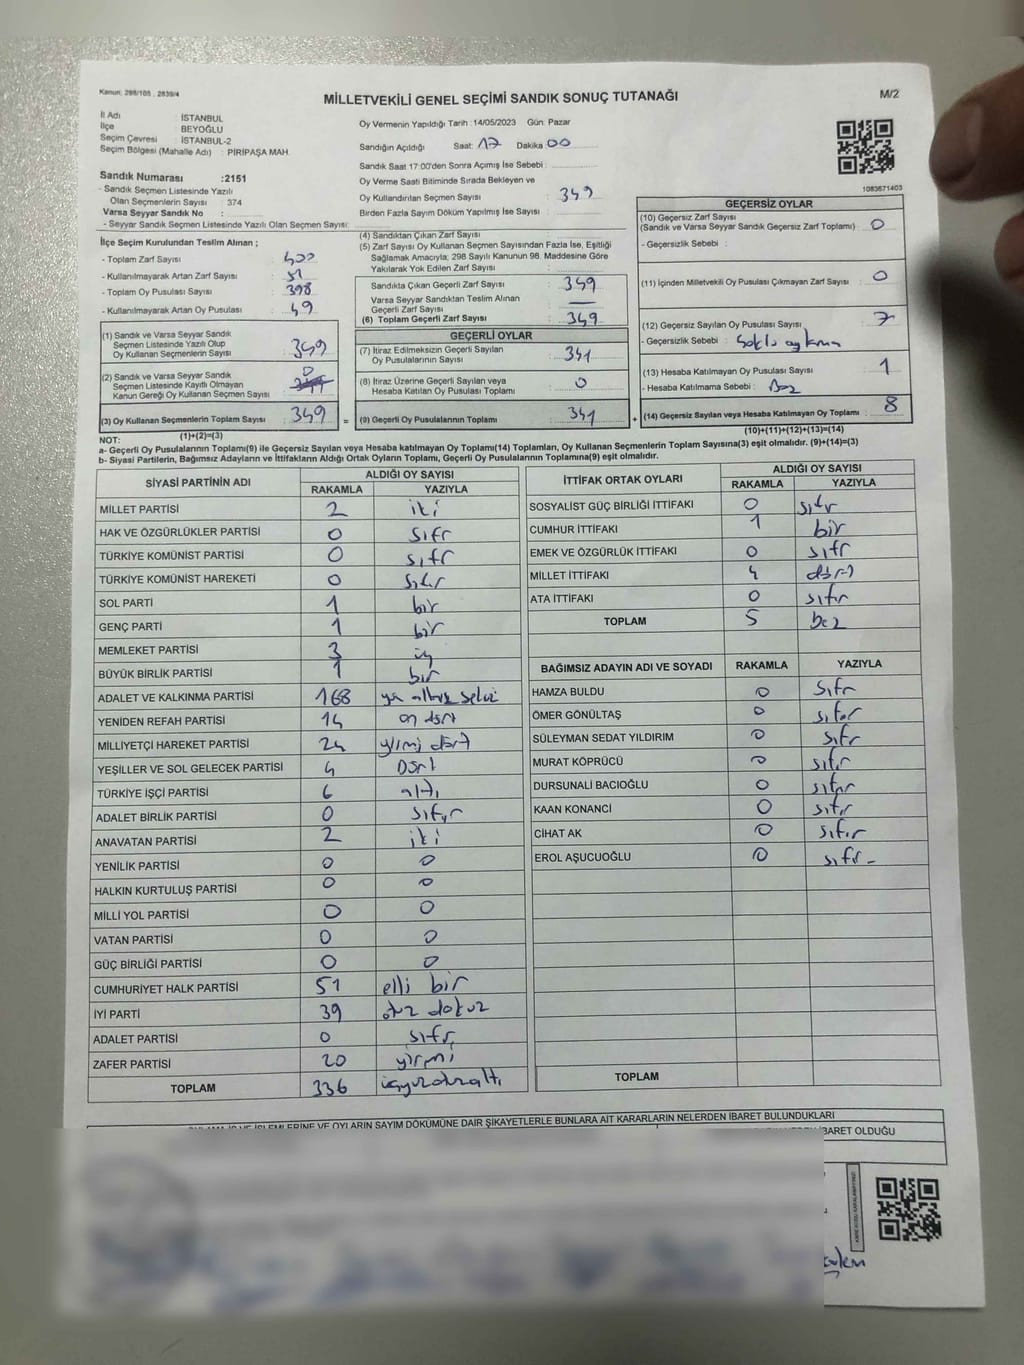 Kanun: 298/105 , 2839/4
MİLLETVEKİLİ GENEL SEÇİMİ SANDIK SONUÇ TUTANAĞI
M/2
İl Adı İSTANBUL
İlçe BEYOĞLU
Seçim Çevresi : İSTANBUL-2
Seçim Bölgesi (Mahalle Adı) : PİRİPAŞA MAH.
Sandık Numarası :2151
- Sandık Seçmen Listesinde Yazılı
Olan Seçmenlerin Sayısı : 374
Varsa Seyyar Sandık No :
- Seyyar Sandık Seçmen Listesinde Yazılı Olan Seçmen Sayısı:
Oy Vermenin Yapıldığı Tarih :14/05/2023 Gün: Pazar
Sandığın Açıldığı Saat: 17 Dakika 00
Sandık Saat 17:00'den Sonra Açımış İse Sebebi :
Oy Verme Saati Bitiminde Sırada Bekleyen ve
Oy Kullandırılan Seçmen Sayısı : 349
Birden Fazla Sayım Döküm Yapılmış İse Sayısı :
1083671403
İlçe Seçim Kurulundan Teslim Alınan ;
- Toplam Zarf Sayısı : 400
- Kullanılmayarak Artan Zarf Sayısı : 51
- Toplam Oy Pusulası Sayısı : 398
- Kullanılmayarak Artan Oy Pusulası : 49
(1) Sandık ve Varsa Seyyar Sandık
Seçmen Listesinde Yazılı Olup
Oy Kullanan Seçmenlerin Sayısı : 349
(2) Sandık ve Varsa Seyyar Sandık
Seçmen Listesinde Kayıtlı Olmayan
Kanun Gereği Oy Kullanan Seçmen Sayısı : 0
(3) Oy Kullanan Seçmenlerin Toplam Sayısı : 349 =
(4) Sandıktan Çıkan Zarf Sayısı :
(5) Zarf Sayısı Oy Kullanan Seçmen Sayısından Fazla İse, Eşitliği
Sağlamak Amacıyla, 298 Sayılı Kanunun 98. Maddesine Göre
Yakılarak Yok Edilen Zarf Sayısı :
Sandıkta Çıkan Geçerli Zarf Sayısı : 349
Varsa Seyyar Sandıktan Teslim Alınan
Geçerli Zarf Sayısı : —
(6) Toplam Geçerli Zarf Sayısı : 349
GEÇERLİ OYLAR
(7) İtiraz Edilmeksizin Geçerli Sayılan
Oy Pusulalarının Sayısı : 341
(8) İtiraz Üzerine Geçerli Sayılan veya
Hesaba Katılan Oy Pusulası Toplamı : 0
(9) Geçerli Oy Pusulalarının Toplamı : 341 +
GEÇERSİZ OYLAR
(10) Geçersiz Zarf Sayısı
(Sandık ve Varsa Seyyar Sandık Geçersiz Zarf Toplamı) : 0
- Geçersizlik Sebebi :
(11) İçinden Milletvekili Oy Pusulası Çıkmayan Zarf Sayısı : 0
(12) Geçersiz Sayılan Oy Pusulası Sayısı : 7
- Geçersizlik Sebebi :
(13) Hesaba Katılmayan Oy Pusulası Sayısı : 1
- Hesaba Katılmama Sebebi :
(14) Geçersiz Sayılan veya Hesaba Katılmayan Oy Toplamı : 8
NOT: (1)+(2)=(3)
(10)+(11)+(12)+(13)=(14)
a- Geçerli Oy Pusulalarının Toplamı(9) ile Geçersiz Sayılan veya Hesaba katılmayan Oy Toplamı(14) Toplamları, Oy Kullanan Seçmenlerin Toplam Sayısına(3) eşit olmalıdır. (9)+(14)=(3)
b- Siyasi Partilerin, Bağımsız Adayların ve İttifakların Aldığı Ortak Oyların Toplamı, Geçerli Oy Pusulalarının Toplamına(9) eşit olmalıdır.
SİYASİ PARTİNİN ADI ALDIĞI OY SAYISI
RAKAMLA YAZIYLA
MİLLET PARTİSİ 2 iki
HAK VE ÖZGÜRLÜKLER PARTİSİ 0 sıfr
TÜRKİYE KOMÜNİST PARTİSİ 0 sıfr
TÜRKİYE KOMÜNİST HAREKETİ 0 sıfır
SOL PARTİ 1 bir
GENÇ PARTİ 1 bir
MEMLEKET PARTİSİ 3 üç
BÜYÜK BİRLİK PARTİSİ 1 bir
ADALET VE KALKINMA PARTİSİ 168
YENİDEN REFAH PARTİSİ 14 on dört
MİLLİYETÇİ HAREKET PARTİSİ 24 yirmi dört
YEŞİLLER VE SOL GELECEK PARTİSİ 4 Dört
TÜRKİYE İŞÇİ PARTİSİ 6 altı
ADALET BİRLİK PARTİSİ 0 sıfır
ANAVATAN PARTİSİ 2 iki
YENİLİK PARTİSİ 0 0
HALKIN KURTULUŞ PARTİSİ 0 0
MİLLİ YOL PARTİSİ 0 0
VATAN PARTİSİ 0 0
GÜÇ BİRLİĞİ PARTİSİ 0 0
CUMHURİYET HALK PARTİSİ 51 elli bir
İYİ PARTİ 39 otuz dokuz
ADALET PARTİSİ 0 sıfr
ZAFER PARTİSİ 20 yirmi
TOPLAM 336 üçyüzotuzaltı
İTTİFAK ORTAK OYLARI ALDIĞI OY SAYISI
RAKAMLA YAZIYLA
SOSYALİST GÜÇ BİRLİĞİ İTTİFAKI 0 sıfır
CUMHUR İTTİFAKI 1 bir
EMEK VE ÖZGÜRLÜK İTTİFAKI 0 sıfr
MİLLET İTTİFAKI 4 dört
ATA İTTİFAKI 0 sıfır
TOPLAM 5 beş
BAĞIMSIZ ADAYIN ADI VE SOYADI RAKAMLA YAZIYLA
HAMZA BULDU 0 sıfr
ÖMER GÖNÜLTAŞ 0 sıfır
SÜLEYMAN SEDAT YILDIRIM 0 sıfr
MURAT KÖPRÜCÜ 0 sıfır
DURSUNALİ BACIOĞLU 0 sıfır
KAAN KONANCİ 0 sıfır
CİHAT AK 0 sıfır
EROL AŞUCUOĞLU 0 sıfr -
TOPLAM
İŞLEMLERİNE VE OYLARIN SAYIM DÖKÜMÜNE DAİR ŞİKAYETLERLE BUNLARA AİT KARARLARIN NELERDEN İBARET BULUNDUKLARI
İBARET OLDUĞU